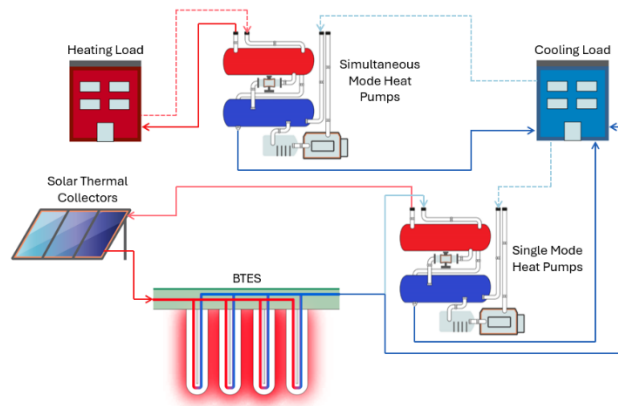 Heating Load
Simultaneous
Mode Heat
Pumps
Cooling Load
Solar Thermal
Collectors
Single Mode
Heat Pumps
BTES